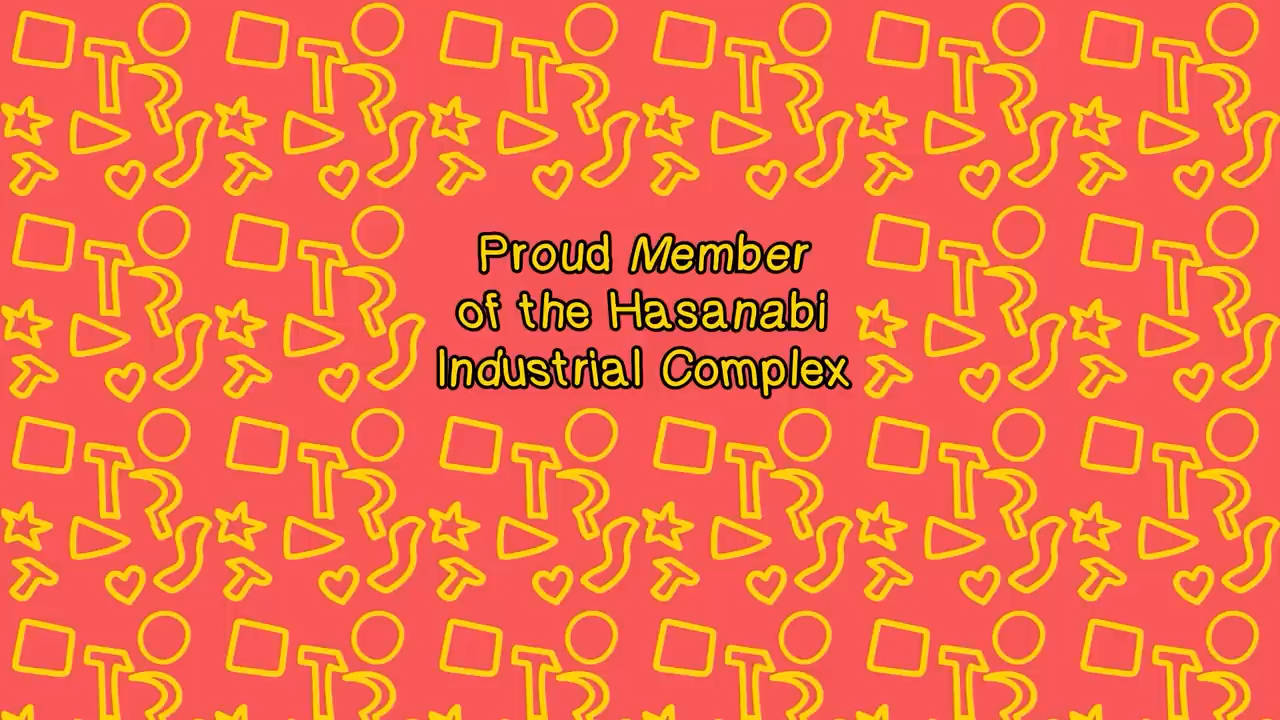 Proud Member
of the Hasanabi
Industrial Complex